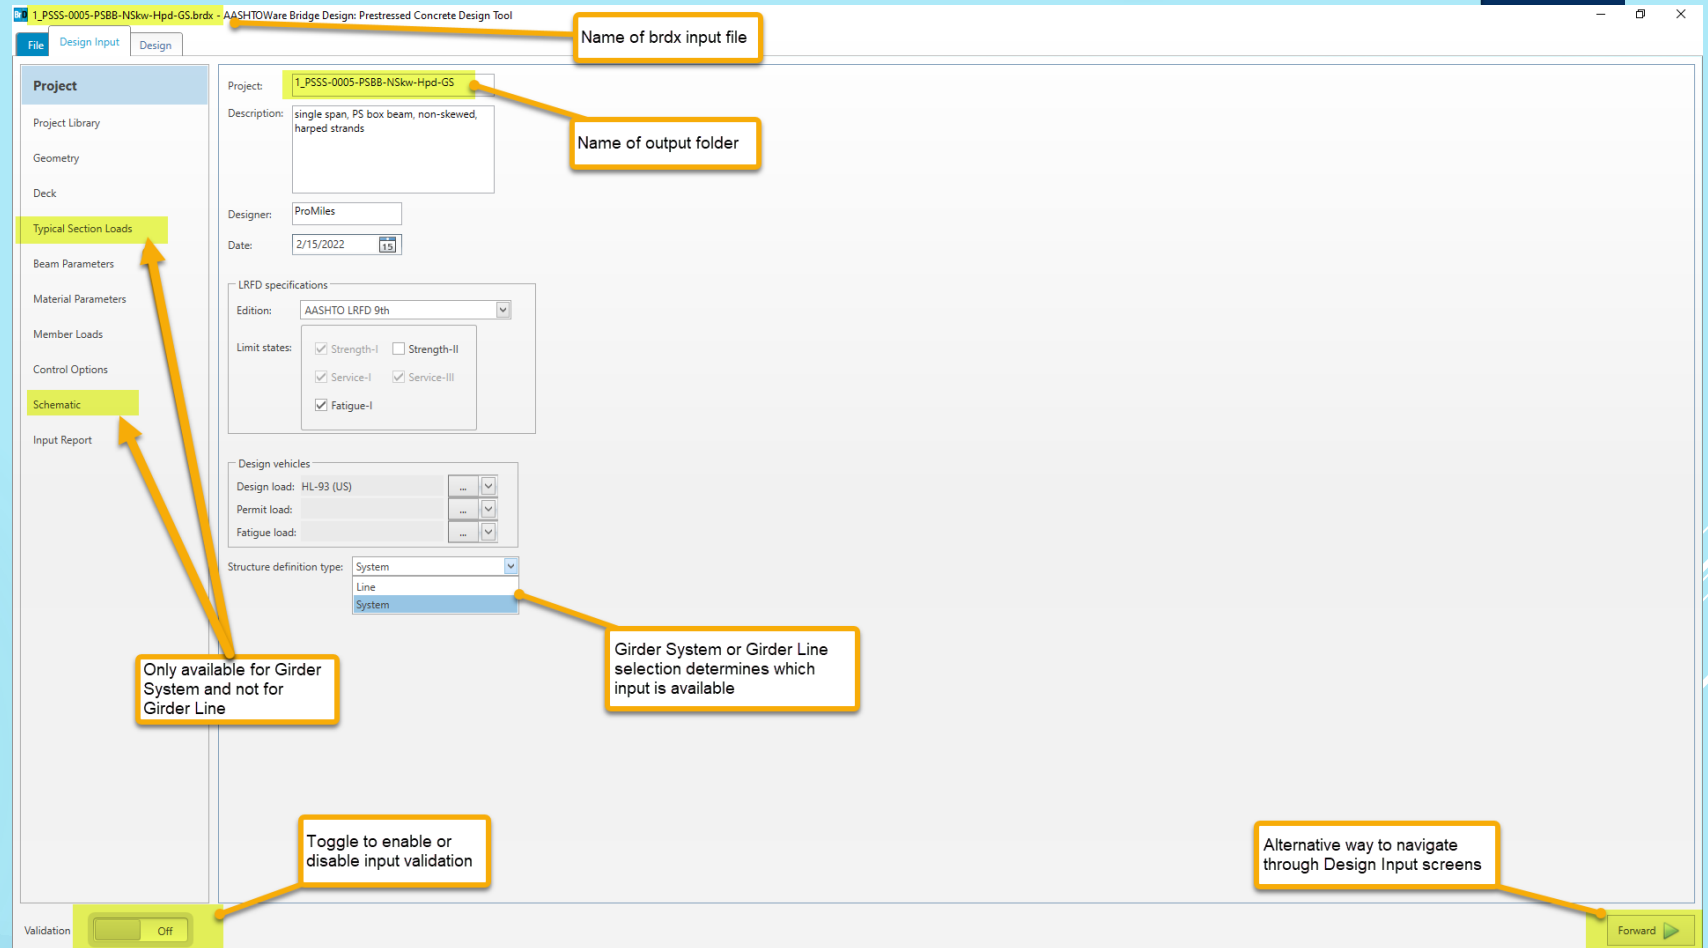 BrD 1_PSSS-0005-PSBB-NSkw-Hpd-GS.brdx - AASHTOWare Bridge Design: Prestressed Concrete Design Tool
Name of brdx input file
File
Design Input
Design
Project
Project Library
Geometry
Deck
Typical Section Loads
Beam Parameters
Material Parameters
Member Loads
Control Options
Schematic
Input Report
Project: 1_PSSS-0005-PSBB-NSkw-Hpd-GS
Name of output folder
Description: single span, PS box beam, non-skewed,
harped strands
Designer: ProMiles
Date: 2/15/2022 15
LRFD specifications
Edition: AASHTO LRFD 9th
Limit states: Strength-I Strength-II
Service-I Service-III
Fatigue-I
Design vehicles
Design load: HL-93 (US) ...
Permit load: ...
Fatigue load: ...
Structure definition type: System
Line
System
Only available for Girder
System and not for
Girder Line
Girder System or Girder Line
selection determines which
input is available
Toggle to enable or
disable input validation
Alternative way to navigate
through Design Input screens
Validation Off
Forward